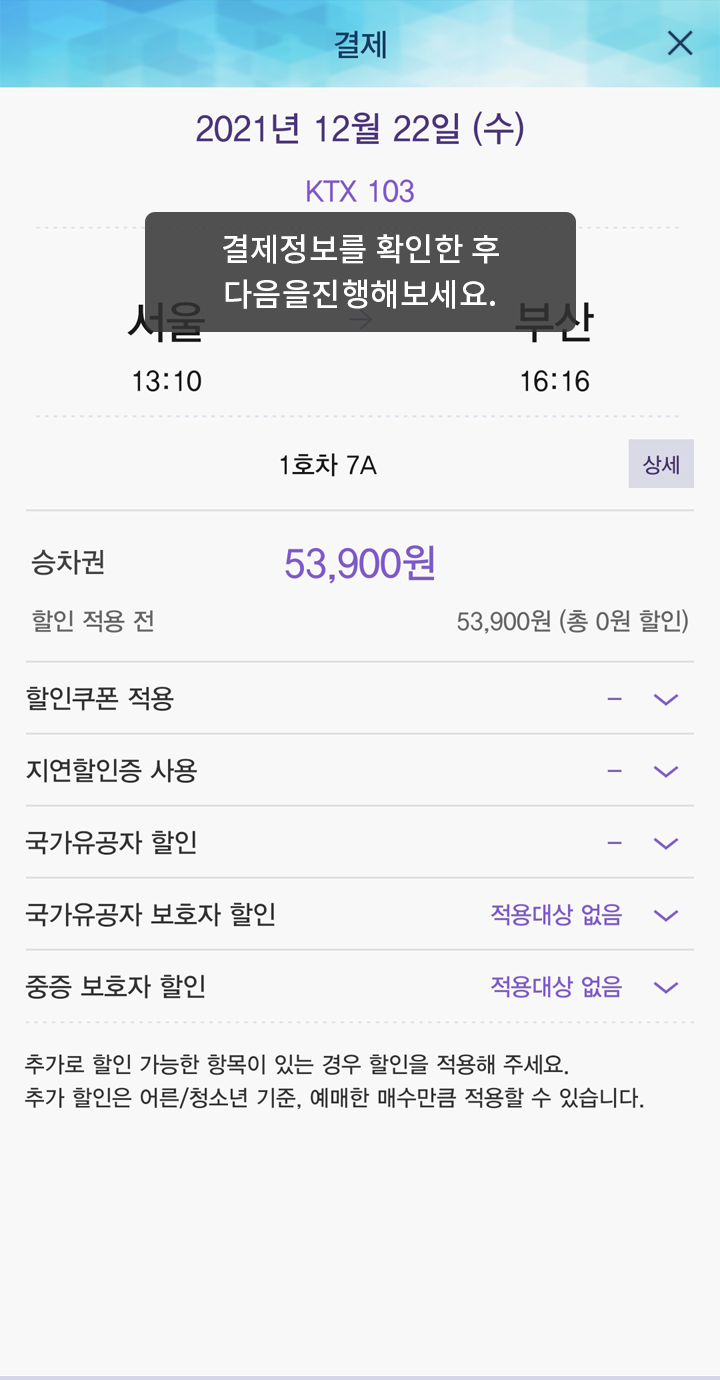 결제
2021년 12월 22일 (수)
KTX 103
결제정보를 확인한 후
다음을진행해보세요.
서울 → 부산
13:10 16:16
1호차 7A 상세
승차권 53,900원
할인 적용 전 53,900원 (총 0원 할인)
할인쿠폰 적용 –
지연할인증 사용 –
국가유공자 할인 –
국가유공자 보호자 할인 적용대상 없음
중증 보호자 할인 적용대상 없음
추가로 할인 가능한 항목이 있는 경우 할인을 적용해 주세요.
추가 할인은 어른/청소년 기준, 예매한 매수만큼 적용할 수 있습니다.